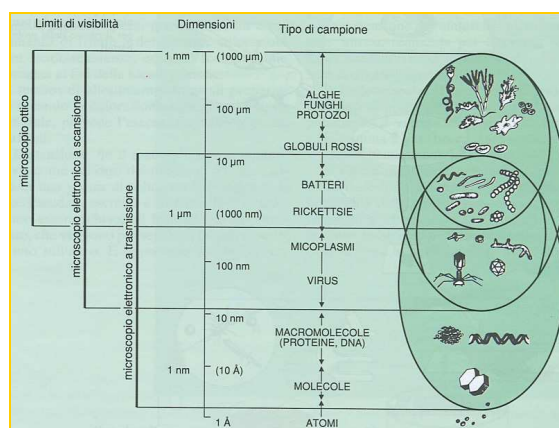 Limiti di visibilità
Dimensioni
Tipo di campione
microscopio ottico
microscopio elettronico a scansione
microscopio elettronico a trasmissione
1 mm (1000 µm)
100 µm
10 µm
1 µm (1000 nm)
100 nm
10 nm
1 nm (10 Å)
1 Å
ALGHE
FUNGHI
PROTOZOI
GLOBULI ROSSI
BATTERI
RICKETTSIE
MICOPLASMI
VIRUS
MACROMOLECOLE
(PROTEINE, DNA)
MOLECOLE
ATOMI